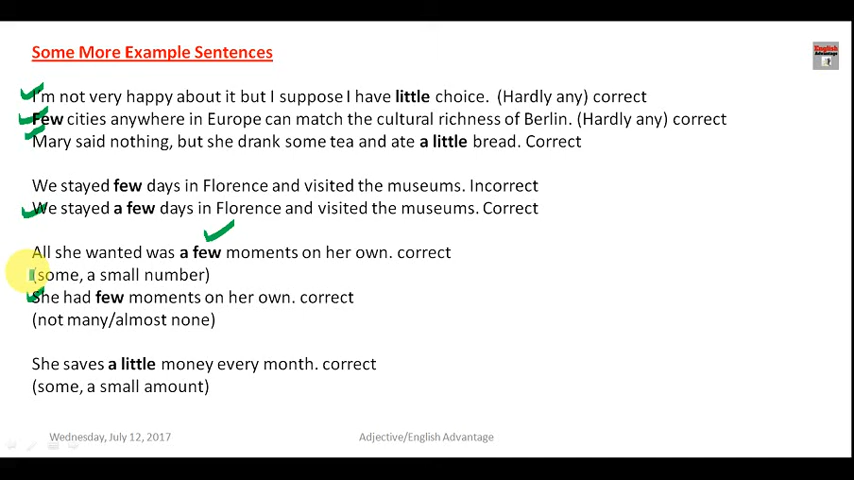 Some More Example Sentences
English
Advantage
I'm not very happy about it but I suppose I have little choice. (Hardly any) correct
Few cities anywhere in Europe can match the cultural richness of Berlin. (Hardly any) correct
Mary said nothing, but she drank some tea and ate a little bread. Correct
We stayed few days in Florence and visited the museums. Incorrect
We stayed a few days in Florence and visited the museums. Correct
All she wanted was a few moments on her own. correct
(some, a small number)
She had few moments on her own. correct
(not many/almost none)
She saves a little money every month. correct
(some, a small amount)
Wednesday, July 12, 2017
Adjective/English Advantage